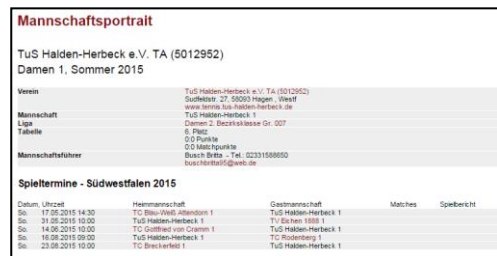 Mannschaftsportrait
TuS Halden-Herbeck e.V. TA (5012952)
Damen 1, Sommer 2015
Verein TuS Halden-Herbeck e.V. TA (5012952)
Sudfeldstr. 27, 58093 Hagen , Westf
www.tennis.tus-halden-herbeck.de
Mannschaft TuS Halden-Herbeck 1
Liga Damen 2. Bezirksklasse Gr. 007
Tabelle 6. Platz
0:0 Punkte
0:0 Matchpunkte
Mannschaftsführer Busch Britta - Tel.: 02331588650
buschbritta95@web.de
Spieltermine - Südwestfalen 2015
Datum, Uhrzeit Heimmannschaft Gastmannschaft Matches Spielbericht
So. 17.05.2015 14:30 TC Blau-Weiß Attendorn 1 TuS Halden-Herbeck 1
So. 31.05.2015 10:00 TuS Halden-Herbeck 1 TV Eichen 1888 1
So. 14.06.2015 10:00 TC Gottfried von Cramm 1 TuS Halden-Herbeck 1
So. 16.08.2015 09:00 TuS Halden-Herbeck 1 TC Rodenberg 1
So. 23.08.2015 10:00 TC Breckerfeld 1 TuS Halden-Herbeck 1